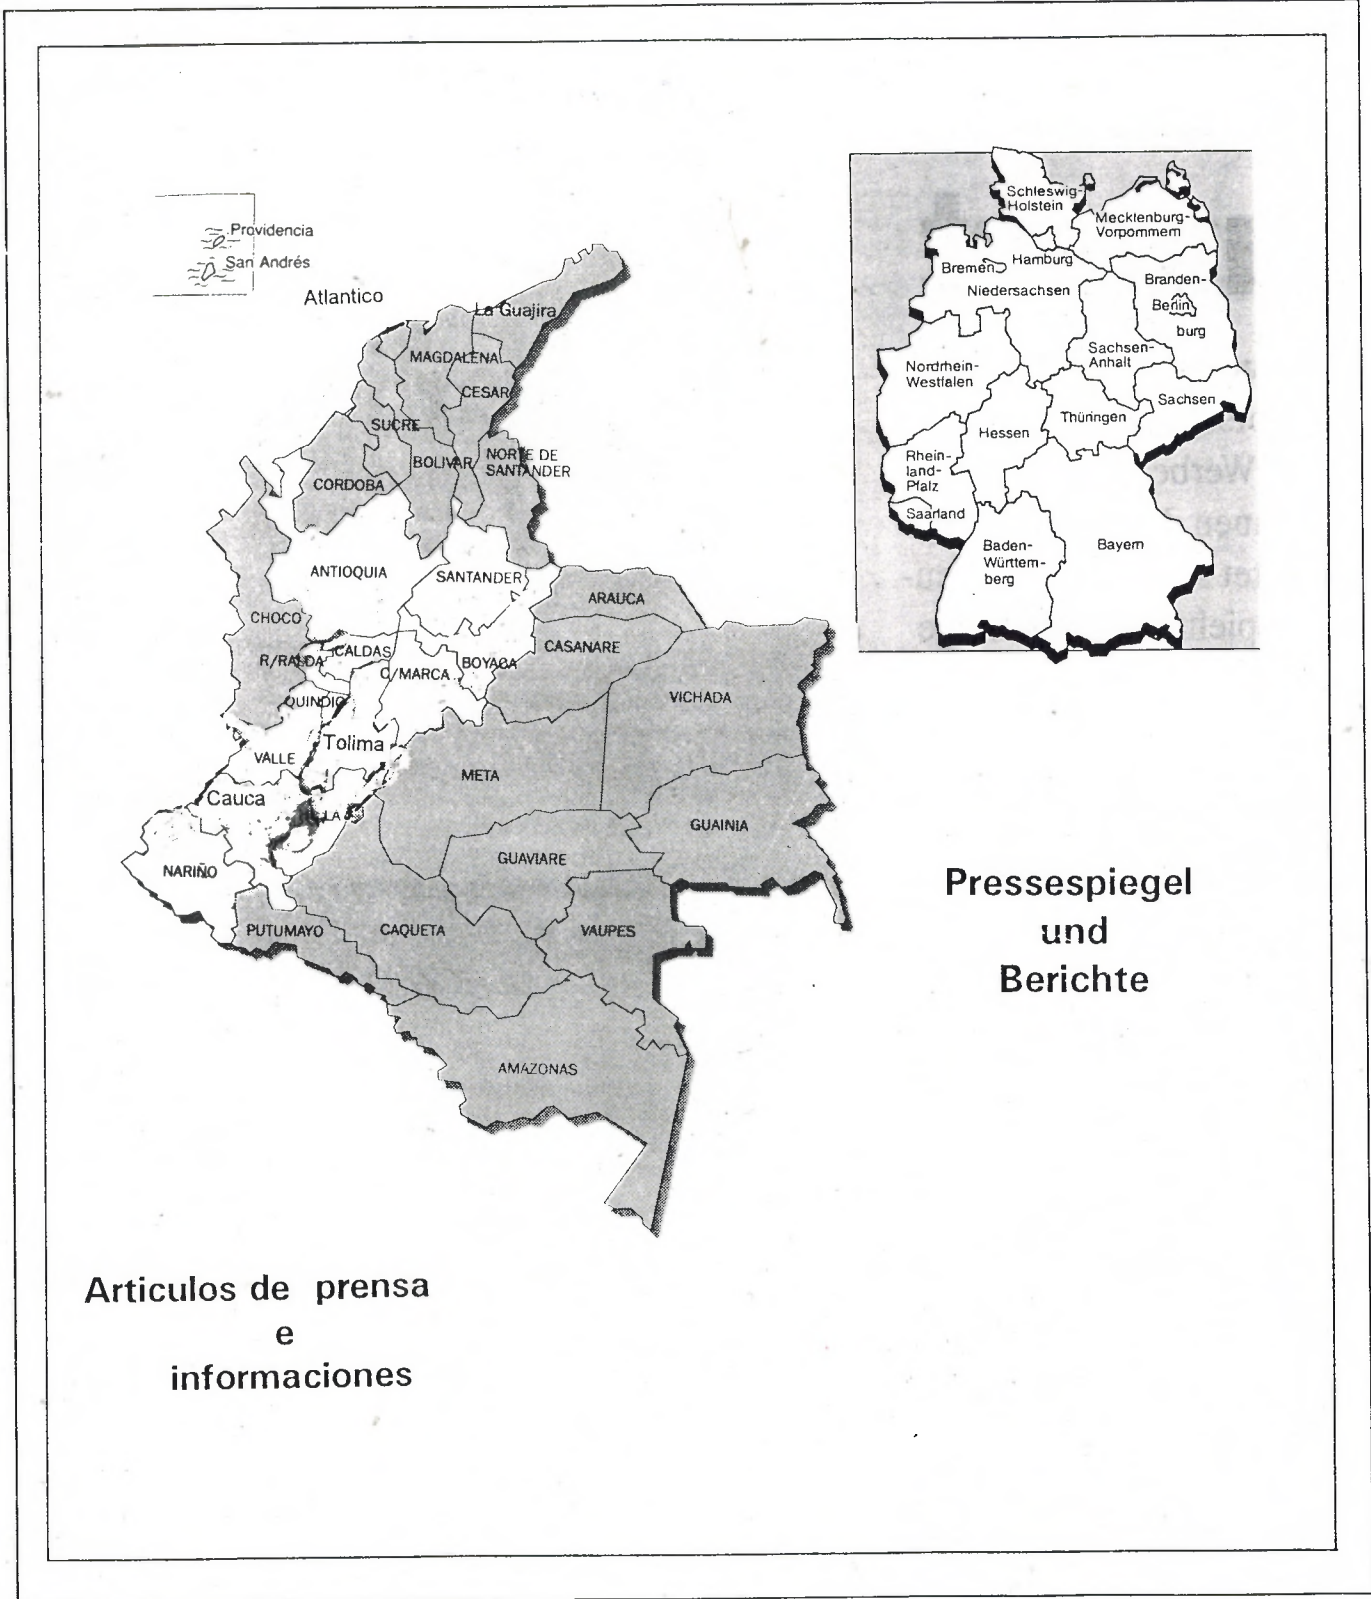 Providencia
San Andrés
Atlantico
La Guajira
MAGDALENA
CESAR
SUCRE
BOLIVAR
NORTE DE
SANTANDER
CORDOBA
ANTIOQUIA
SANTANDER
ARAUCA
CHOCO
CALDAS
R/RALDA
C/MARCA
BOYACA
CASANARE
QUINDIO
VICHADA
Tolima
VALLE
META
Cauca
GUAINIA
GUAVIARE
NARIÑO
PUTUMAYO
CAQUETA
VAUPES
AMAZONAS
Schleswig-
Holstein
Mecklenburg-
Vorpommern
Hamburg
Bremen
Niedersachsen
Branden-
Berlin
burg
Sachsen-
Anhalt
Nordrhein-
Westfalen
Sachsen
Thüringen
Hessen
Rhein-
land-
Pfalz
Saarland
Baden-
Württem-
berg
Bayern
Pressespiegel
und
Berichte
Articulos de prensa
e
informaciones